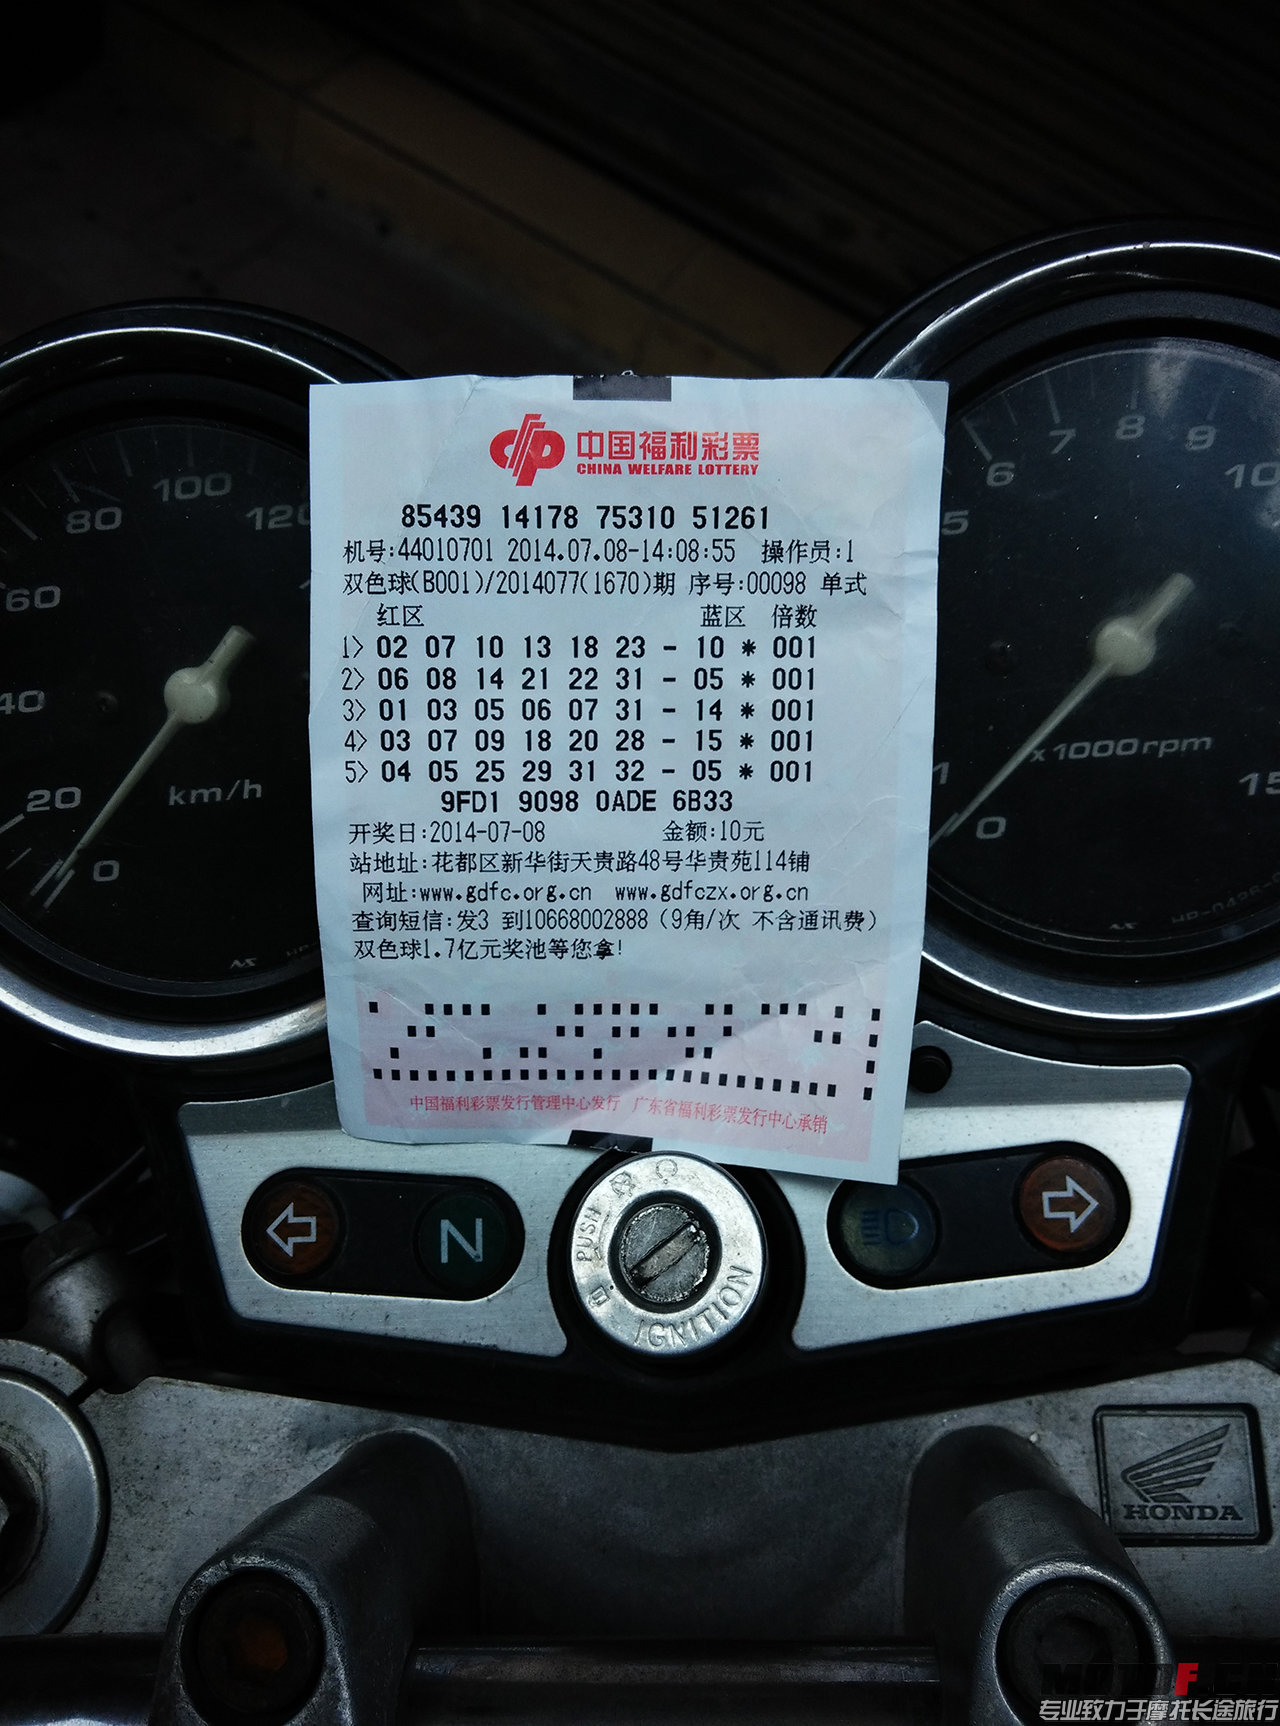 中国福利彩票
CHINA WELFARE LOTTERY
85439 14178 75310 51261
机号:44010701 2014.07.08-14:08:55 操作员:1
双色球(B001)/2014077(1670)期 序号:00098 单式
红区 蓝区 倍数
1> 02 07 10 13 18 23 - 10 * 001
2> 06 08 14 21 22 31 - 05 * 001
3> 01 03 05 06 07 31 - 14 * 001
4> 03 07 09 18 20 28 - 15 * 001
5> 04 05 25 29 31 32 - 05 * 001
9FD1 9098 0ADE 6B33
开奖日:2014-07-08 金额:10元
站地址:花都区新华街天贵路48号华贵苑114铺
网址:www.gdfc.org.cn www.gdfczx.org.cn
查询短信:发3 到10668002888（9角/次 不含通讯费）
双色球1.7亿元奖池等您拿!
中国福利彩票发行管理中心发行 广东省福利彩票发行中心承销
0 20 40 60 80 100 120
km/h
0 1 5 6 7 8 9 10 15
x1000rpm
N
PUSH
IGNITION
HONDA
MOTOF.CN
专业致力于摩托长途旅行